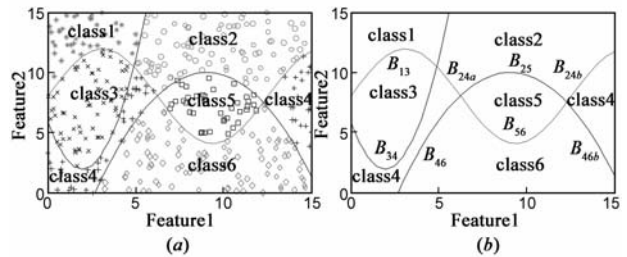 15
10
5
0
Feature2
class1
class2
class3
class5
class4
class6
class4
0 5 10 15
Feature1
(a)
15
10
5
0
Feature2
class1
class2
B13
B24a
B25
B24b
class3
class5
class4
B56
B34
B46
B46b
class4
class6
0 5 10 15
Feature1
(b)